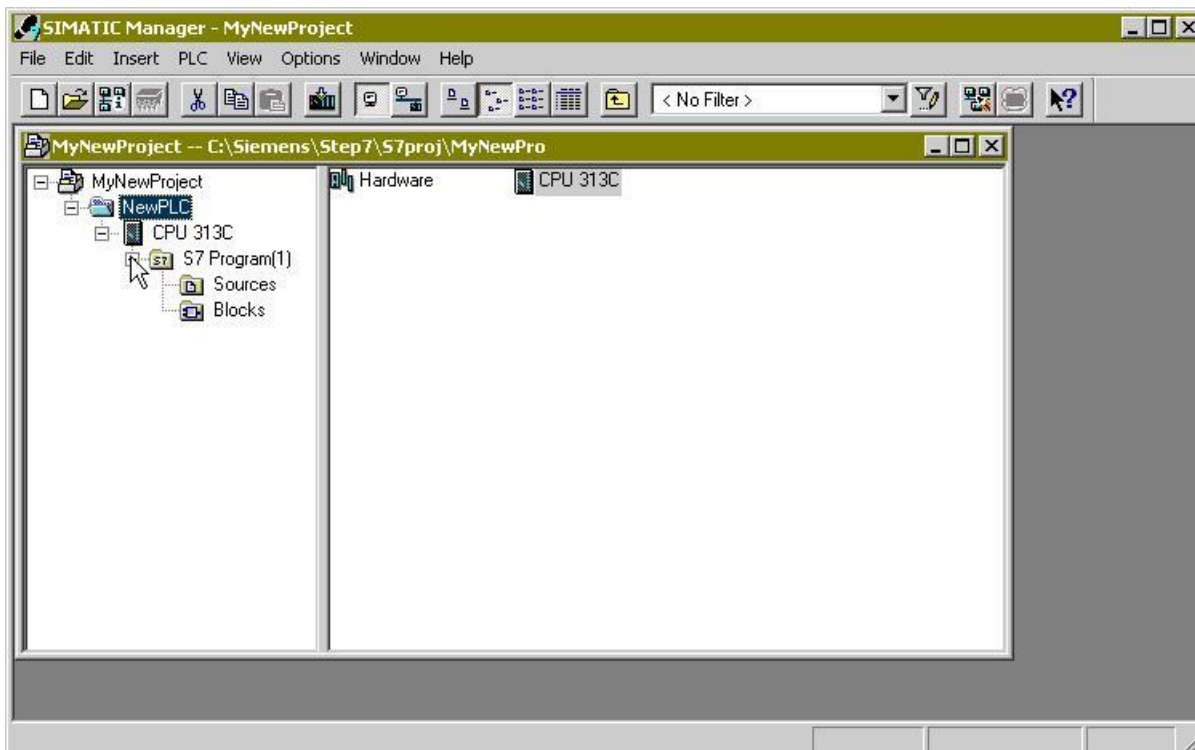 SIMATIC Manager - MyNewProject
File Edit Insert PLC View Options Window Help
< No Filter >
MyNewProject -- C:\Siemens\Step7\S7proj\MyNewPro
MyNewProject
NewPLC
CPU 313C
S7 Program(1)
Sources
Blocks
Hardware
CPU 313C